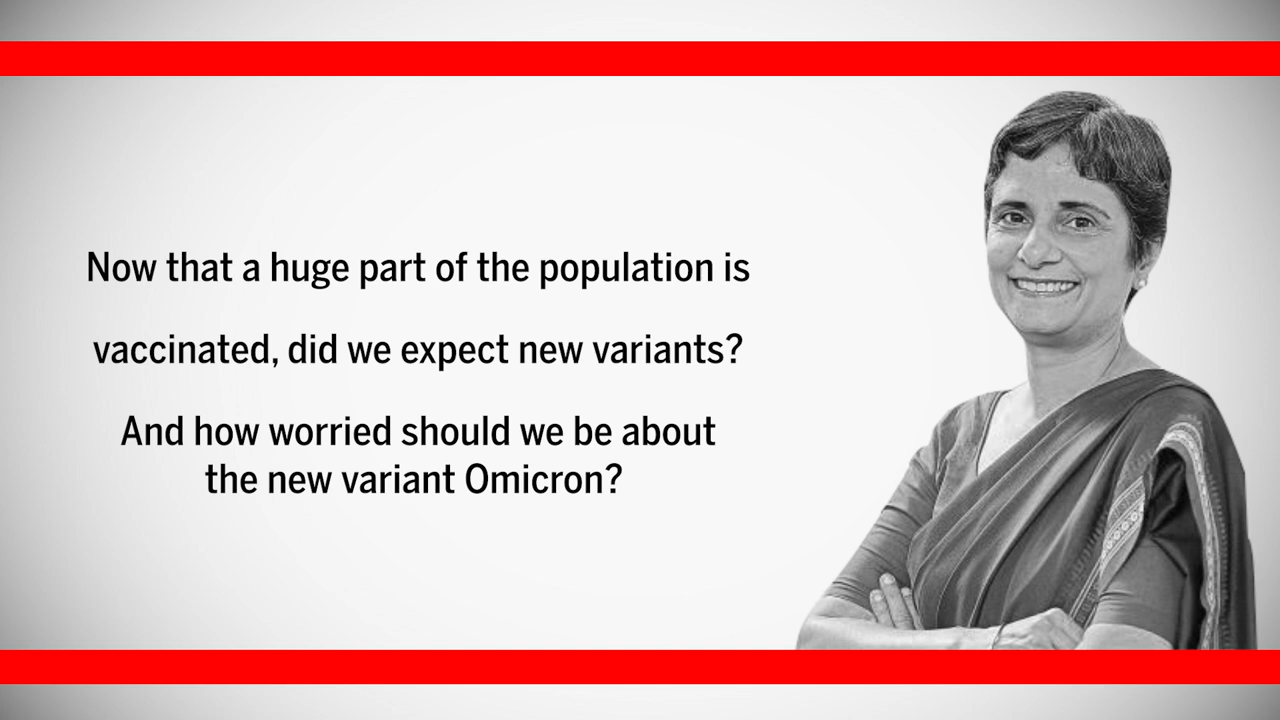 Now that a huge part of the population is
vaccinated, did we expect new variants?
And how worried should we be about
the new variant Omicron?